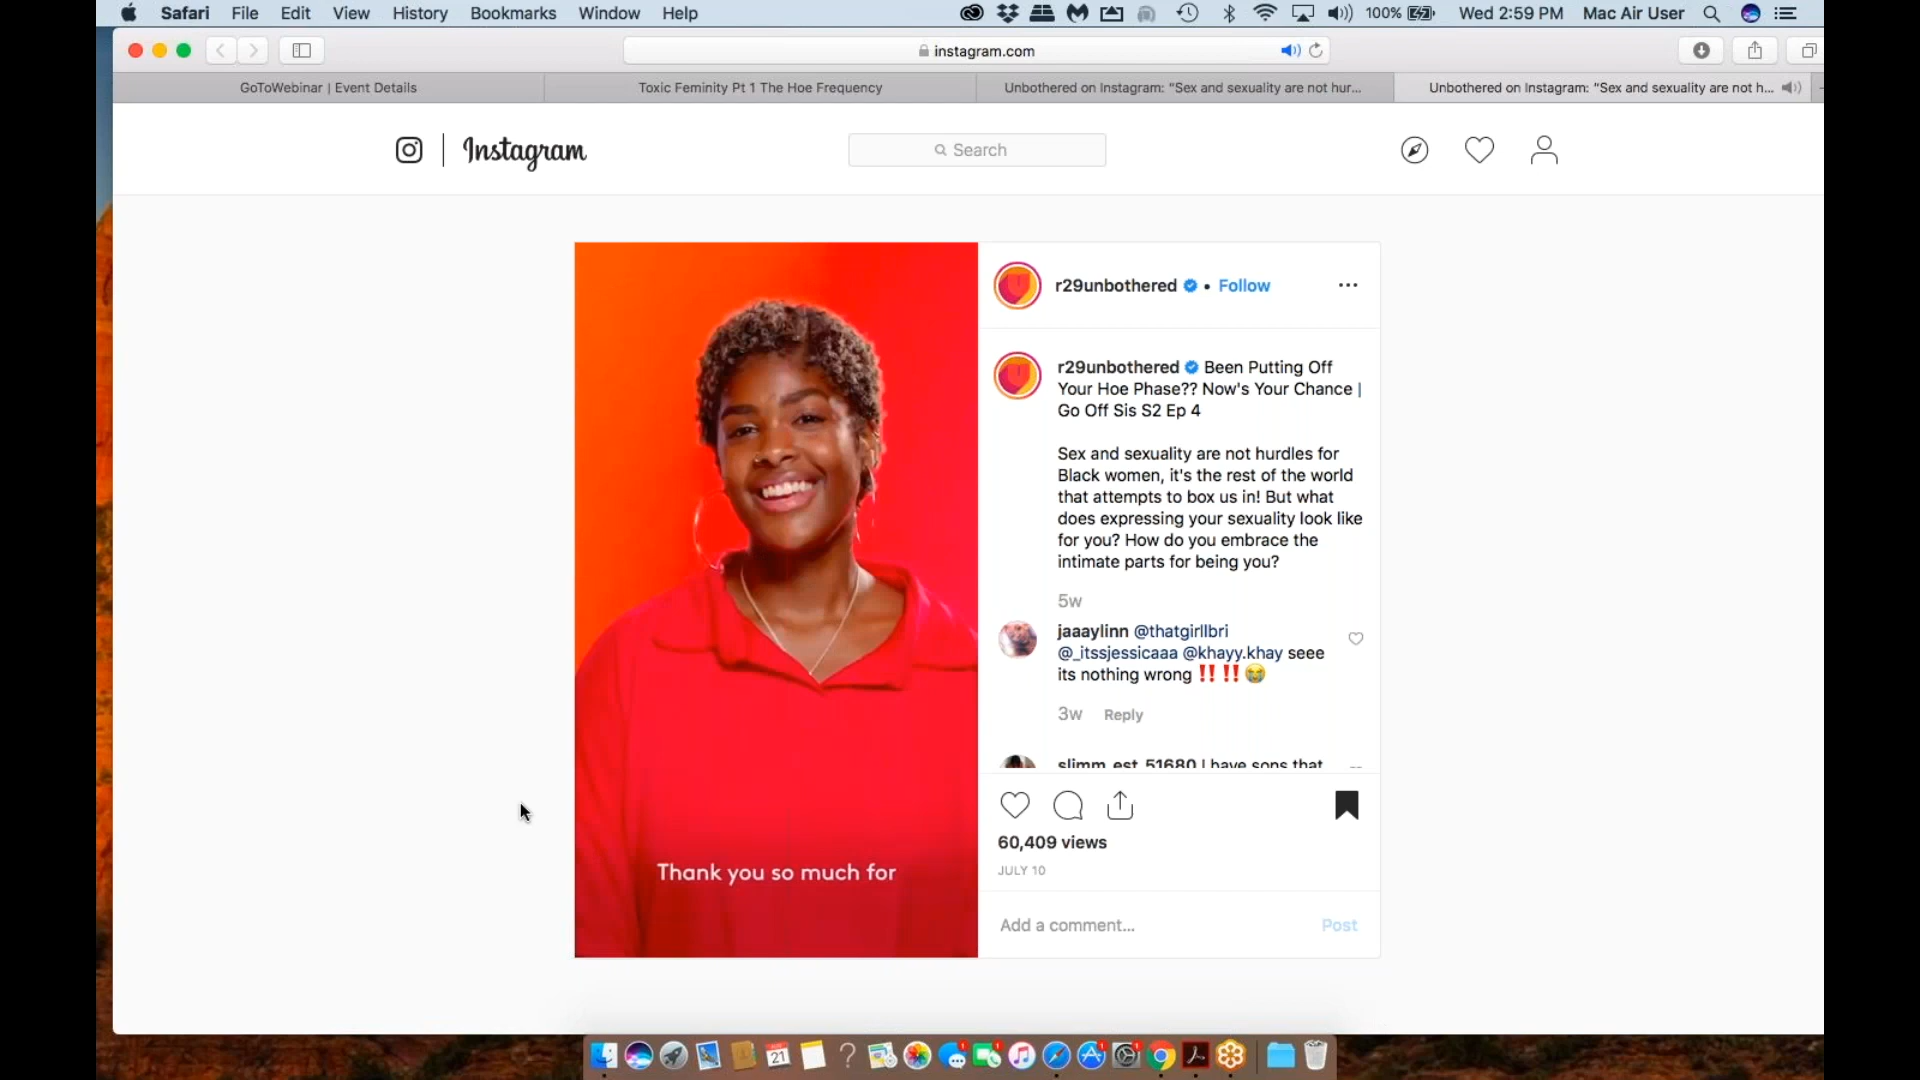 Safari File Edit View History Bookmarks Window Help 100% Wed 2:59 PM Mac Air User
instagram.com
GoToWebinar | Event Details
Toxic Feminity Pt 1 The Hoe Frequency
Unbothered on Instagram: "Sex and sexuality are not hur...
Unbothered on Instagram: "Sex and sexuality are not h...
Instagram
Search
r29unbothered • Follow
r29unbothered Been Putting Off
Your Hoe Phase?? Now's Your Chance |
Go Off Sis S2 Ep 4
Sex and sexuality are not hurdles for
Black women, it's the rest of the world
that attempts to box us in! But what
does expressing your sexuality look like
for you? How do you embrace the
intimate parts for being you?
5w
jaaaylinn @thatgirllbri
@_itssjessicaaa @khayy.khay seee
its nothing wrong ‼️ ‼️ 😭
3w Reply
slimm_est_51680 I have sons that
60,409 views
JULY 10
Add a comment... Post
Thank you so much for
21